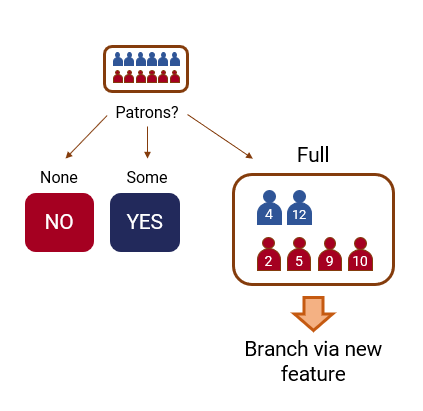 Patrons?
None
Some
Full
NO
YES
4 12
2 5 9 10
Branch via new
feature